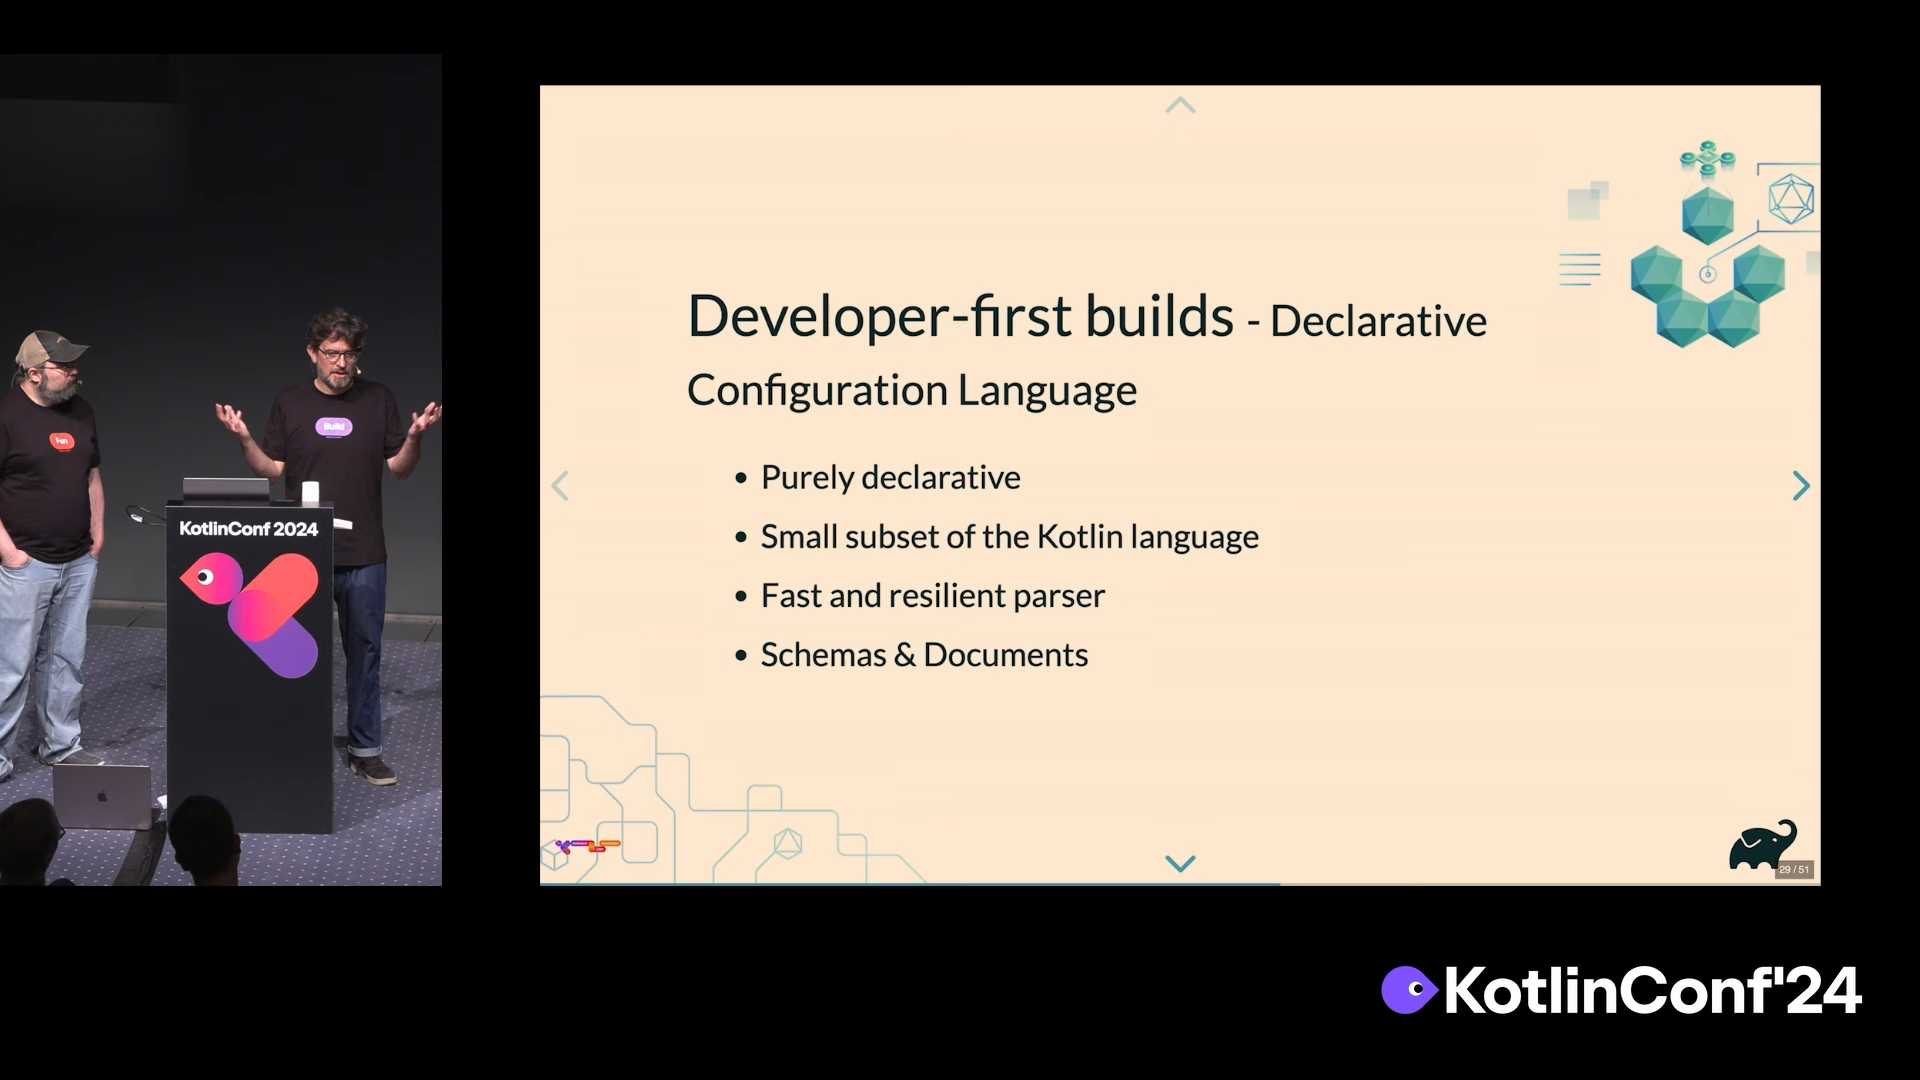 Fun
Build
KotlinConf 2024
Developer-first builds - Declarative
Configuration Language
• Purely declarative
• Small subset of the Kotlin language
• Fast and resilient parser
• Schemas & Documents
29 / 51
KotlinConf'24